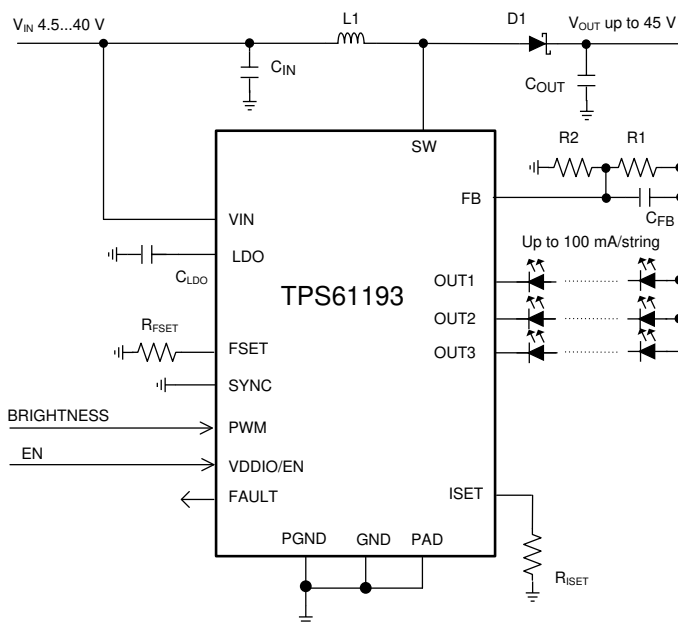 VIN 4.5...40 V
L1
D1
VOUT up to 45 V
CIN
COUT
SW
R2
R1
FB
CFB
VIN
LDO
CLDO
Up to 100 mA/string
TPS61193
OUT1
OUT2
OUT3
RFSET
FSET
SYNC
BRIGHTNESS
PWM
EN
VDDIO/EN
FAULT
ISET
PGND
GND
PAD
RISET